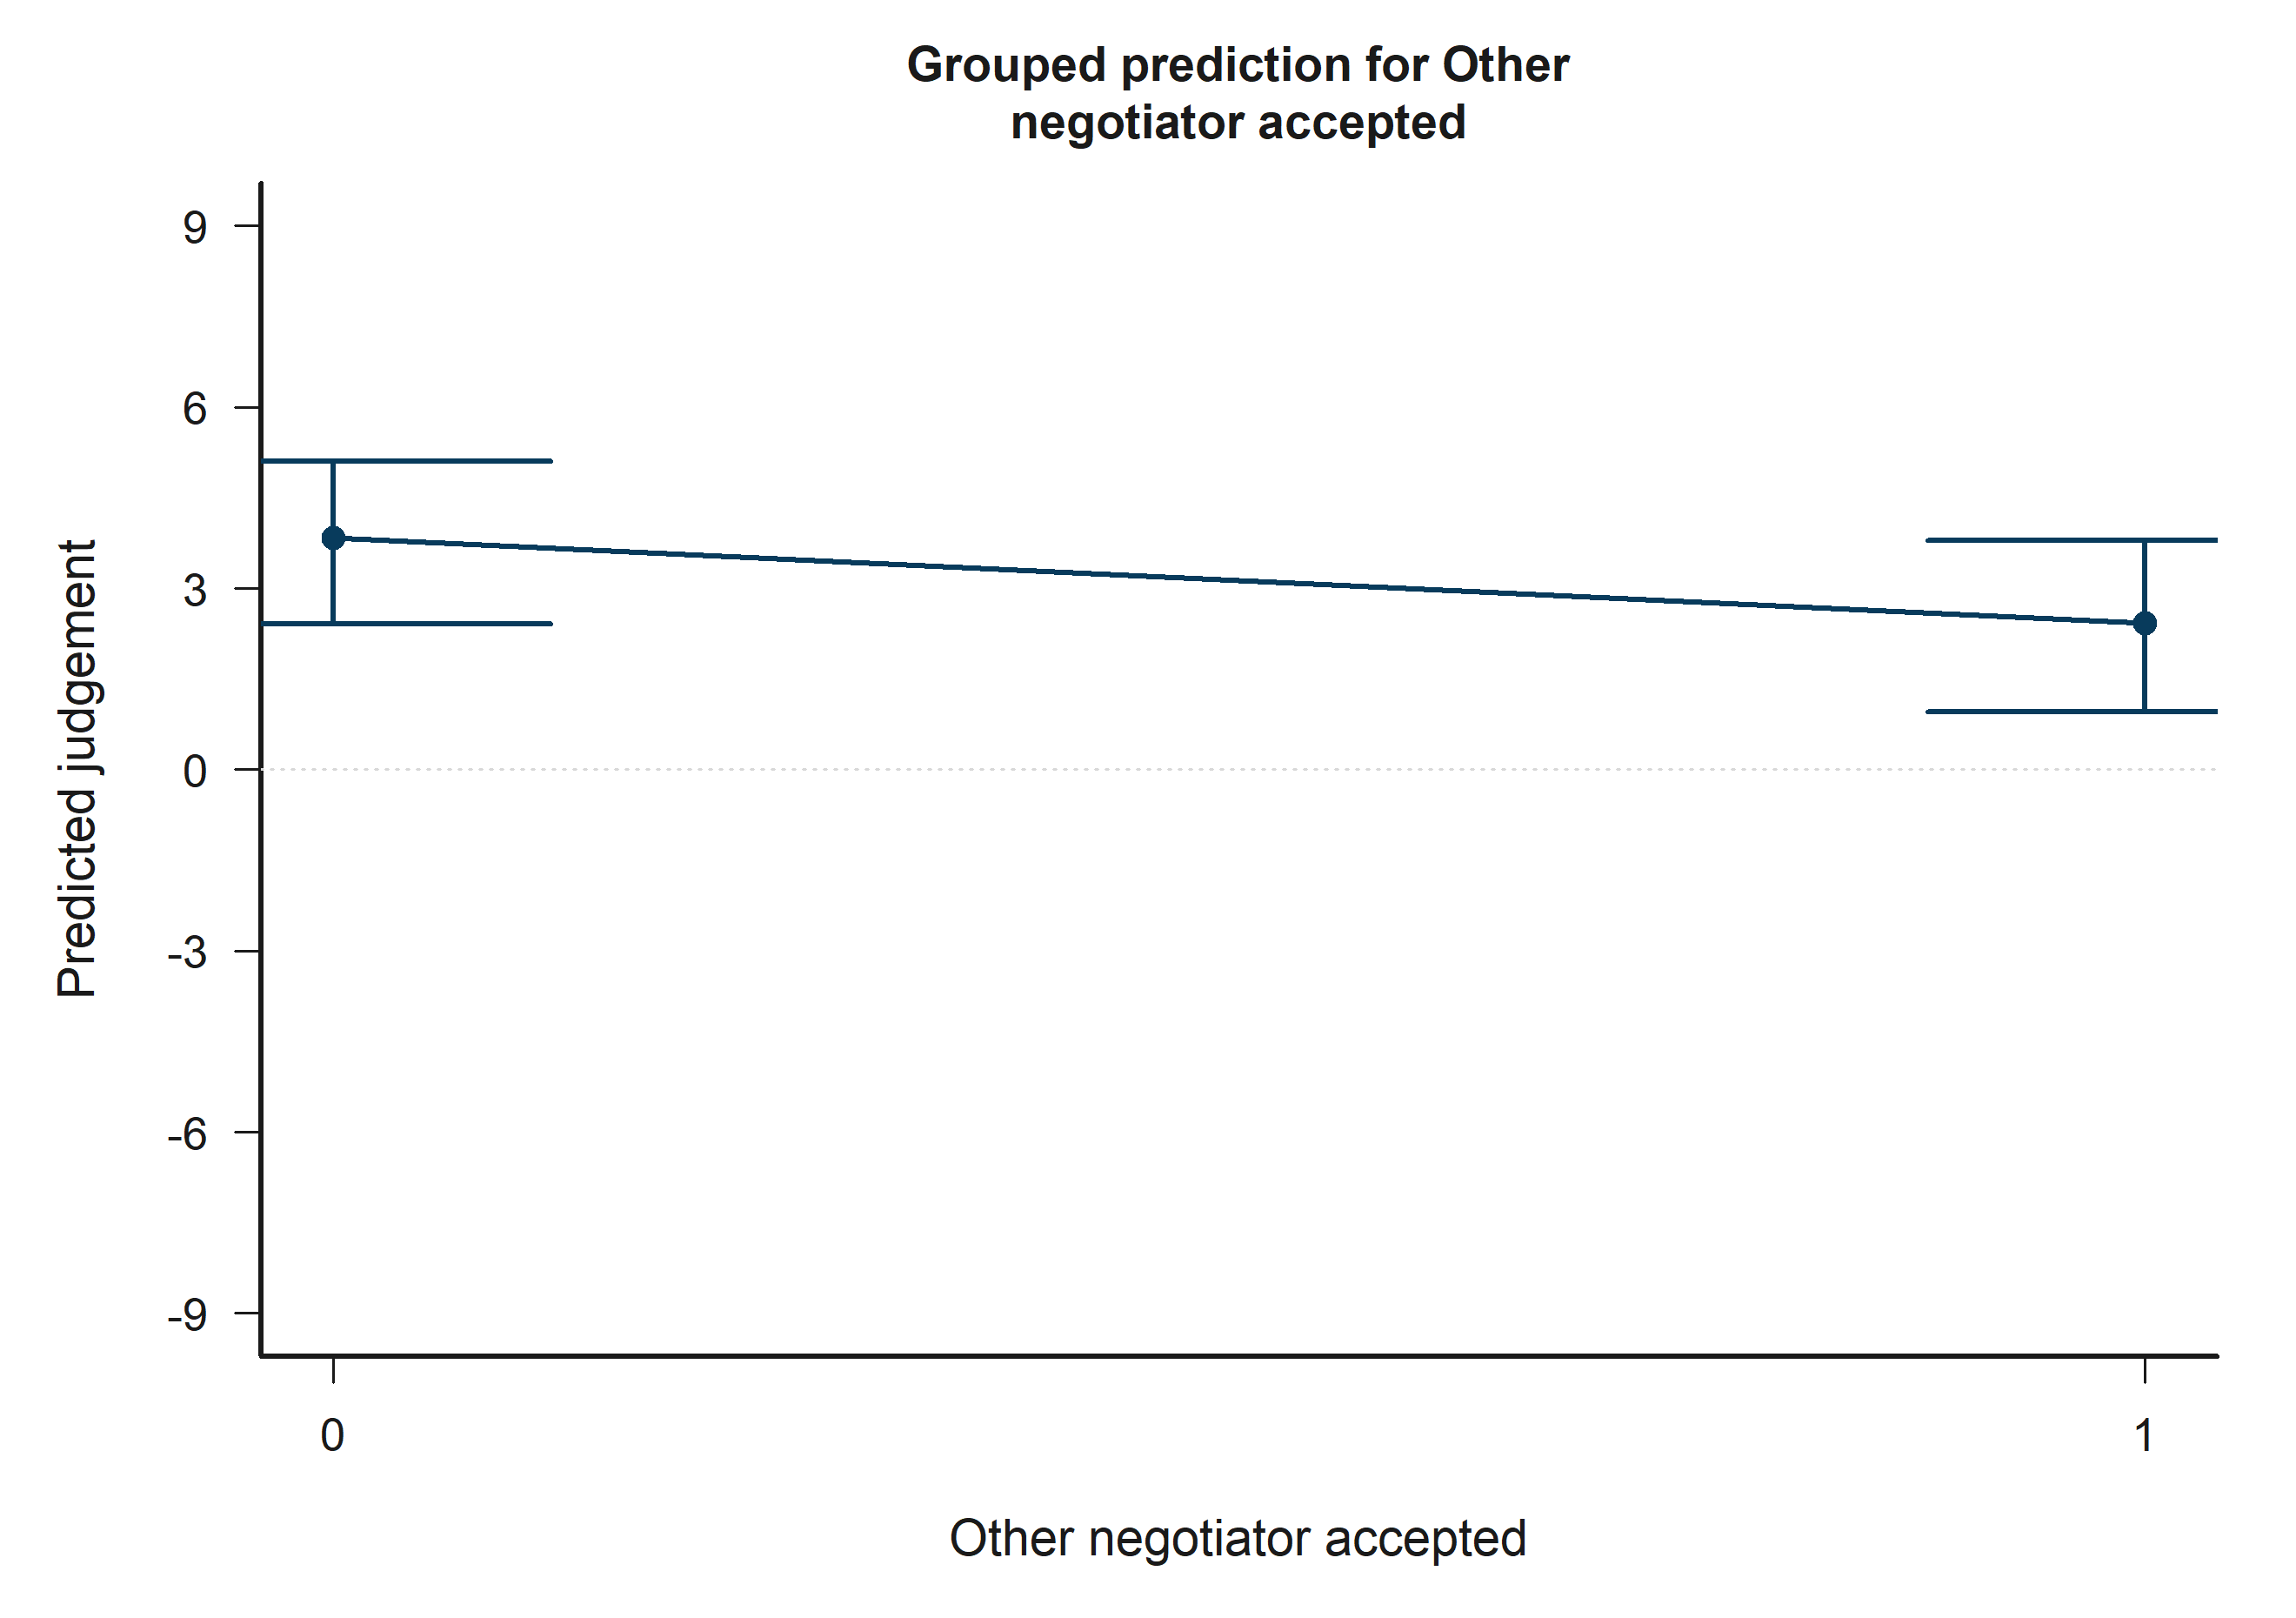 Grouped prediction for Other
negotiator accepted
9
6
3
0
-3
-6
-9
Predicted judgement
0
1
Other negotiator accepted